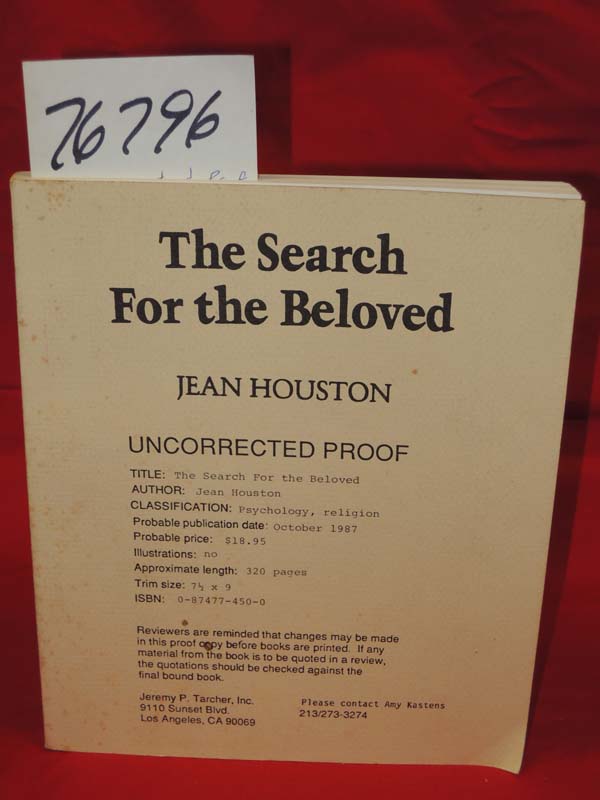 76796
The Search
For the Beloved
JEAN HOUSTON
UNCORRECTED PROOF
TITLE: The Search For the Beloved
AUTHOR: Jean Houston
CLASSIFICATION: Psychology, religion
Probable publication date: October 1987
Probable price: $18.95
Illustrations: no
Approximate length: 320 pages
Trim size: 7½ x 9
ISBN: 0-87477-450-0
Reviewers are reminded that changes may be made
in this proof copy before books are printed. If any
material from the book is to be quoted in a review,
the quotations should be checked against the
final bound book.
Jeremy P. Tarcher, Inc.
9110 Sunset Blvd.
Los Angeles, CA 90069
Please contact Amy Kastens
213/273-3274